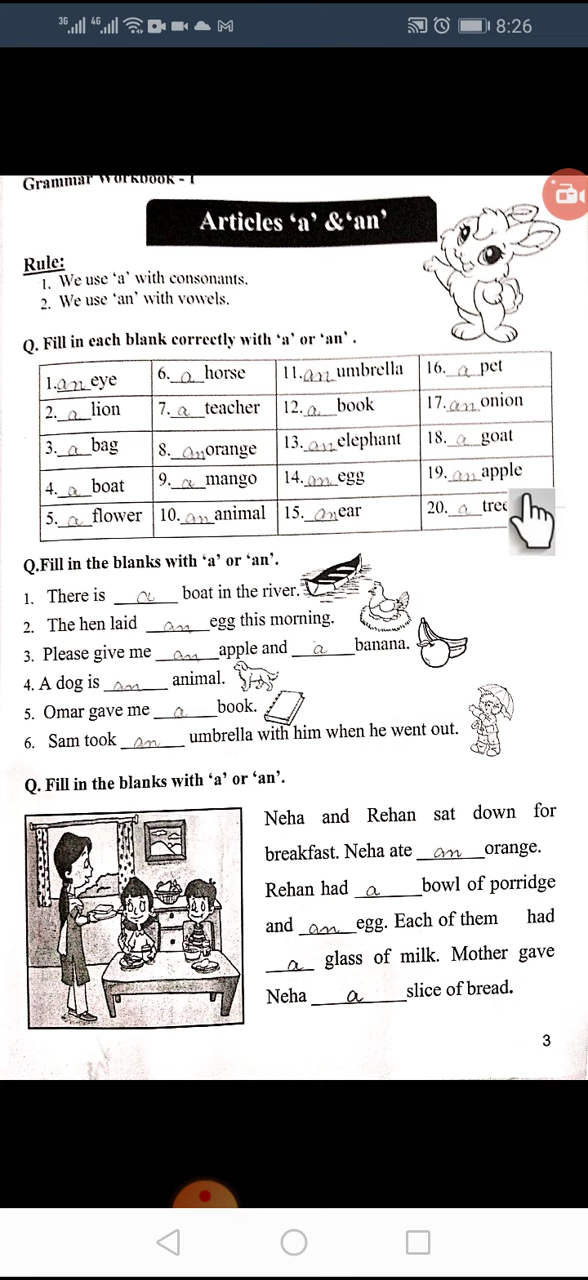 3G 4G 8:26
Grammar Workbook - 1
Articles ‘a’ & ‘an’
Rule:
1. We use ‘a’ with consonants.
2. We use ‘an’ with vowels.
Q. Fill in each blank correctly with ‘a’ or ‘an’ .
1. an eye 6. a horse 11. an umbrella 16. a pet
2. a lion 7. a teacher 12. a book 17. an onion
3. a bag 8. an orange 13. an elephant 18. a goat
4. a boat 9. a mango 14. an egg 19. an apple
5. a flower 10. an animal 15. an ear 20. a tree
Q.Fill in the blanks with ‘a’ or ‘an’.
1. There is a boat in the river.
2. The hen laid an egg this morning.
3. Please give me an apple and a banana.
4. A dog is an animal.
5. Omar gave me a book.
6. Sam took an umbrella with him when he went out.
Q. Fill in the blanks with ‘a’ or ‘an’.
Neha and Rehan sat down for
breakfast. Neha ate an orange.
Rehan had a bowl of porridge
and an egg. Each of them had
a glass of milk. Mother gave
Neha a slice of bread.
3